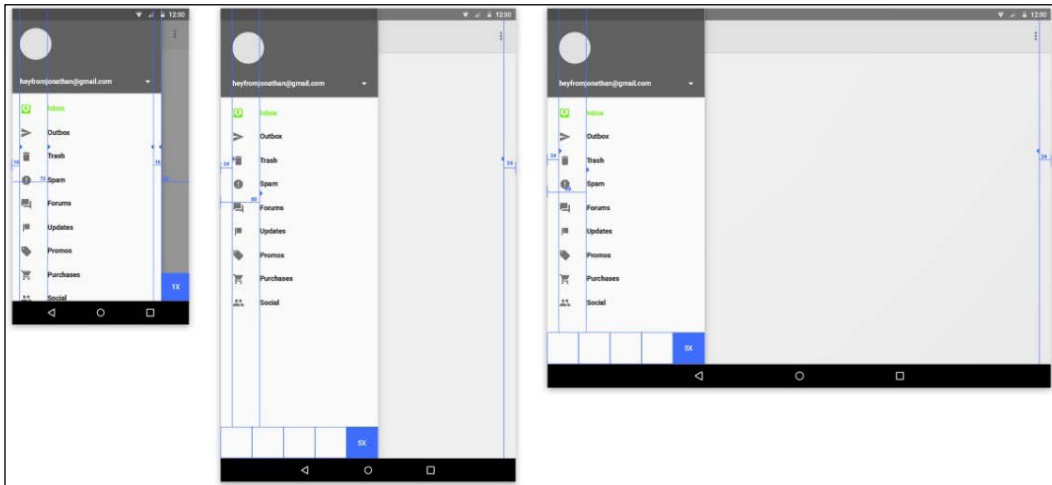 12:30
heyfromjonathan@gmail.com
Inbox
Outbox
Trash
Spam
Forums
Updates
Promos
Purchases
Social
1X
12:30
heyfromjonathan@gmail.com
Inbox
Outbox
Trash
Spam
Forums
Updates
Promos
Purchases
Social
5X
12:30
heyfromjonathan@gmail.com
Inbox
Outbox
Trash
Spam
Forums
Updates
Promos
Purchases
Social
5X